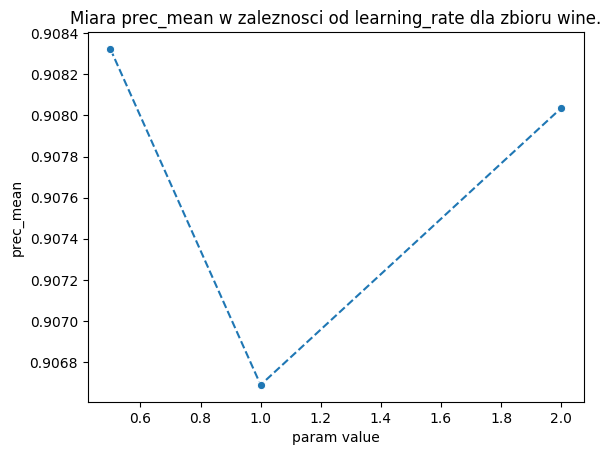 Miara prec_mean w zaleznosci od learning_rate dla zbioru wine.
0.9084
0.9082
0.9080
0.9078
0.9076
0.9074
0.9072
0.9070
0.9068
prec_mean
0.6 0.8 1.0 1.2 1.4 1.6 1.8 2.0
param value